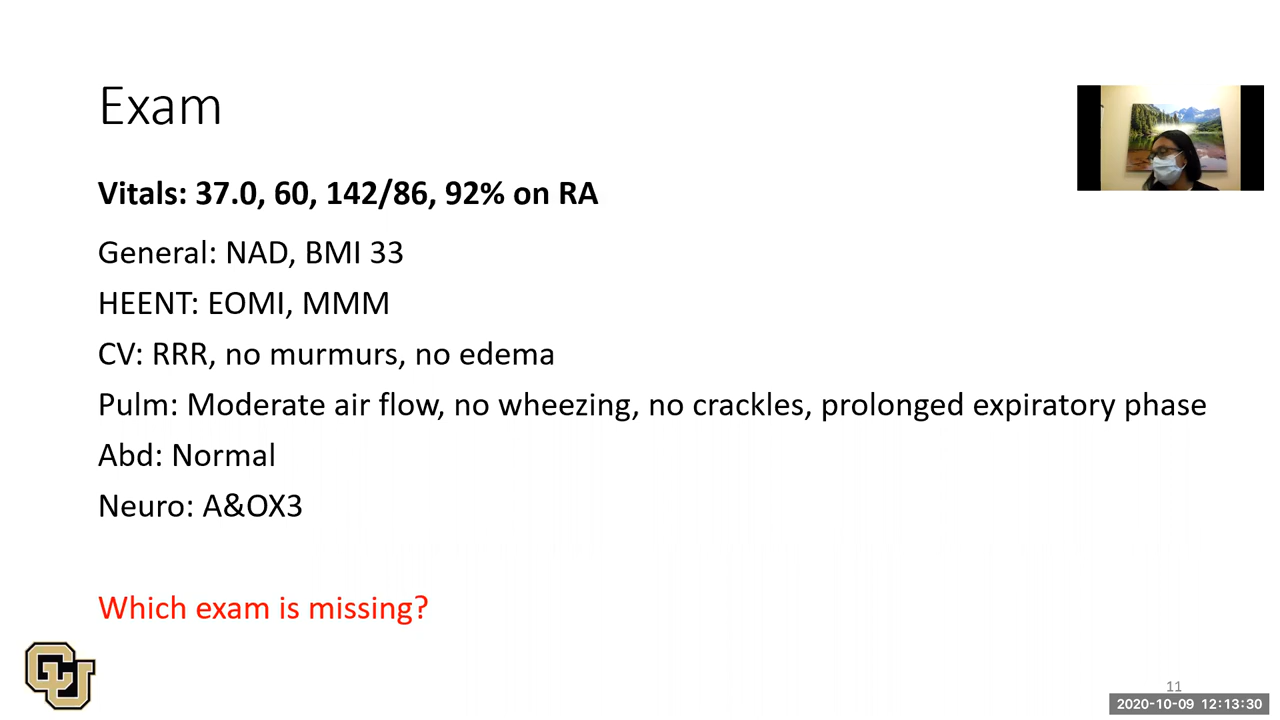 Exam
Vitals: 37.0, 60, 142/86, 92% on RA
General: NAD, BMI 33
HEENT: EOMI, MMM
CV: RRR, no murmurs, no edema
Pulm: Moderate air flow, no wheezing, no crackles, prolonged expiratory phase
Abd: Normal
Neuro: A&OX3
Which exam is missing?
CU
11
2020-10-09 12:13:30